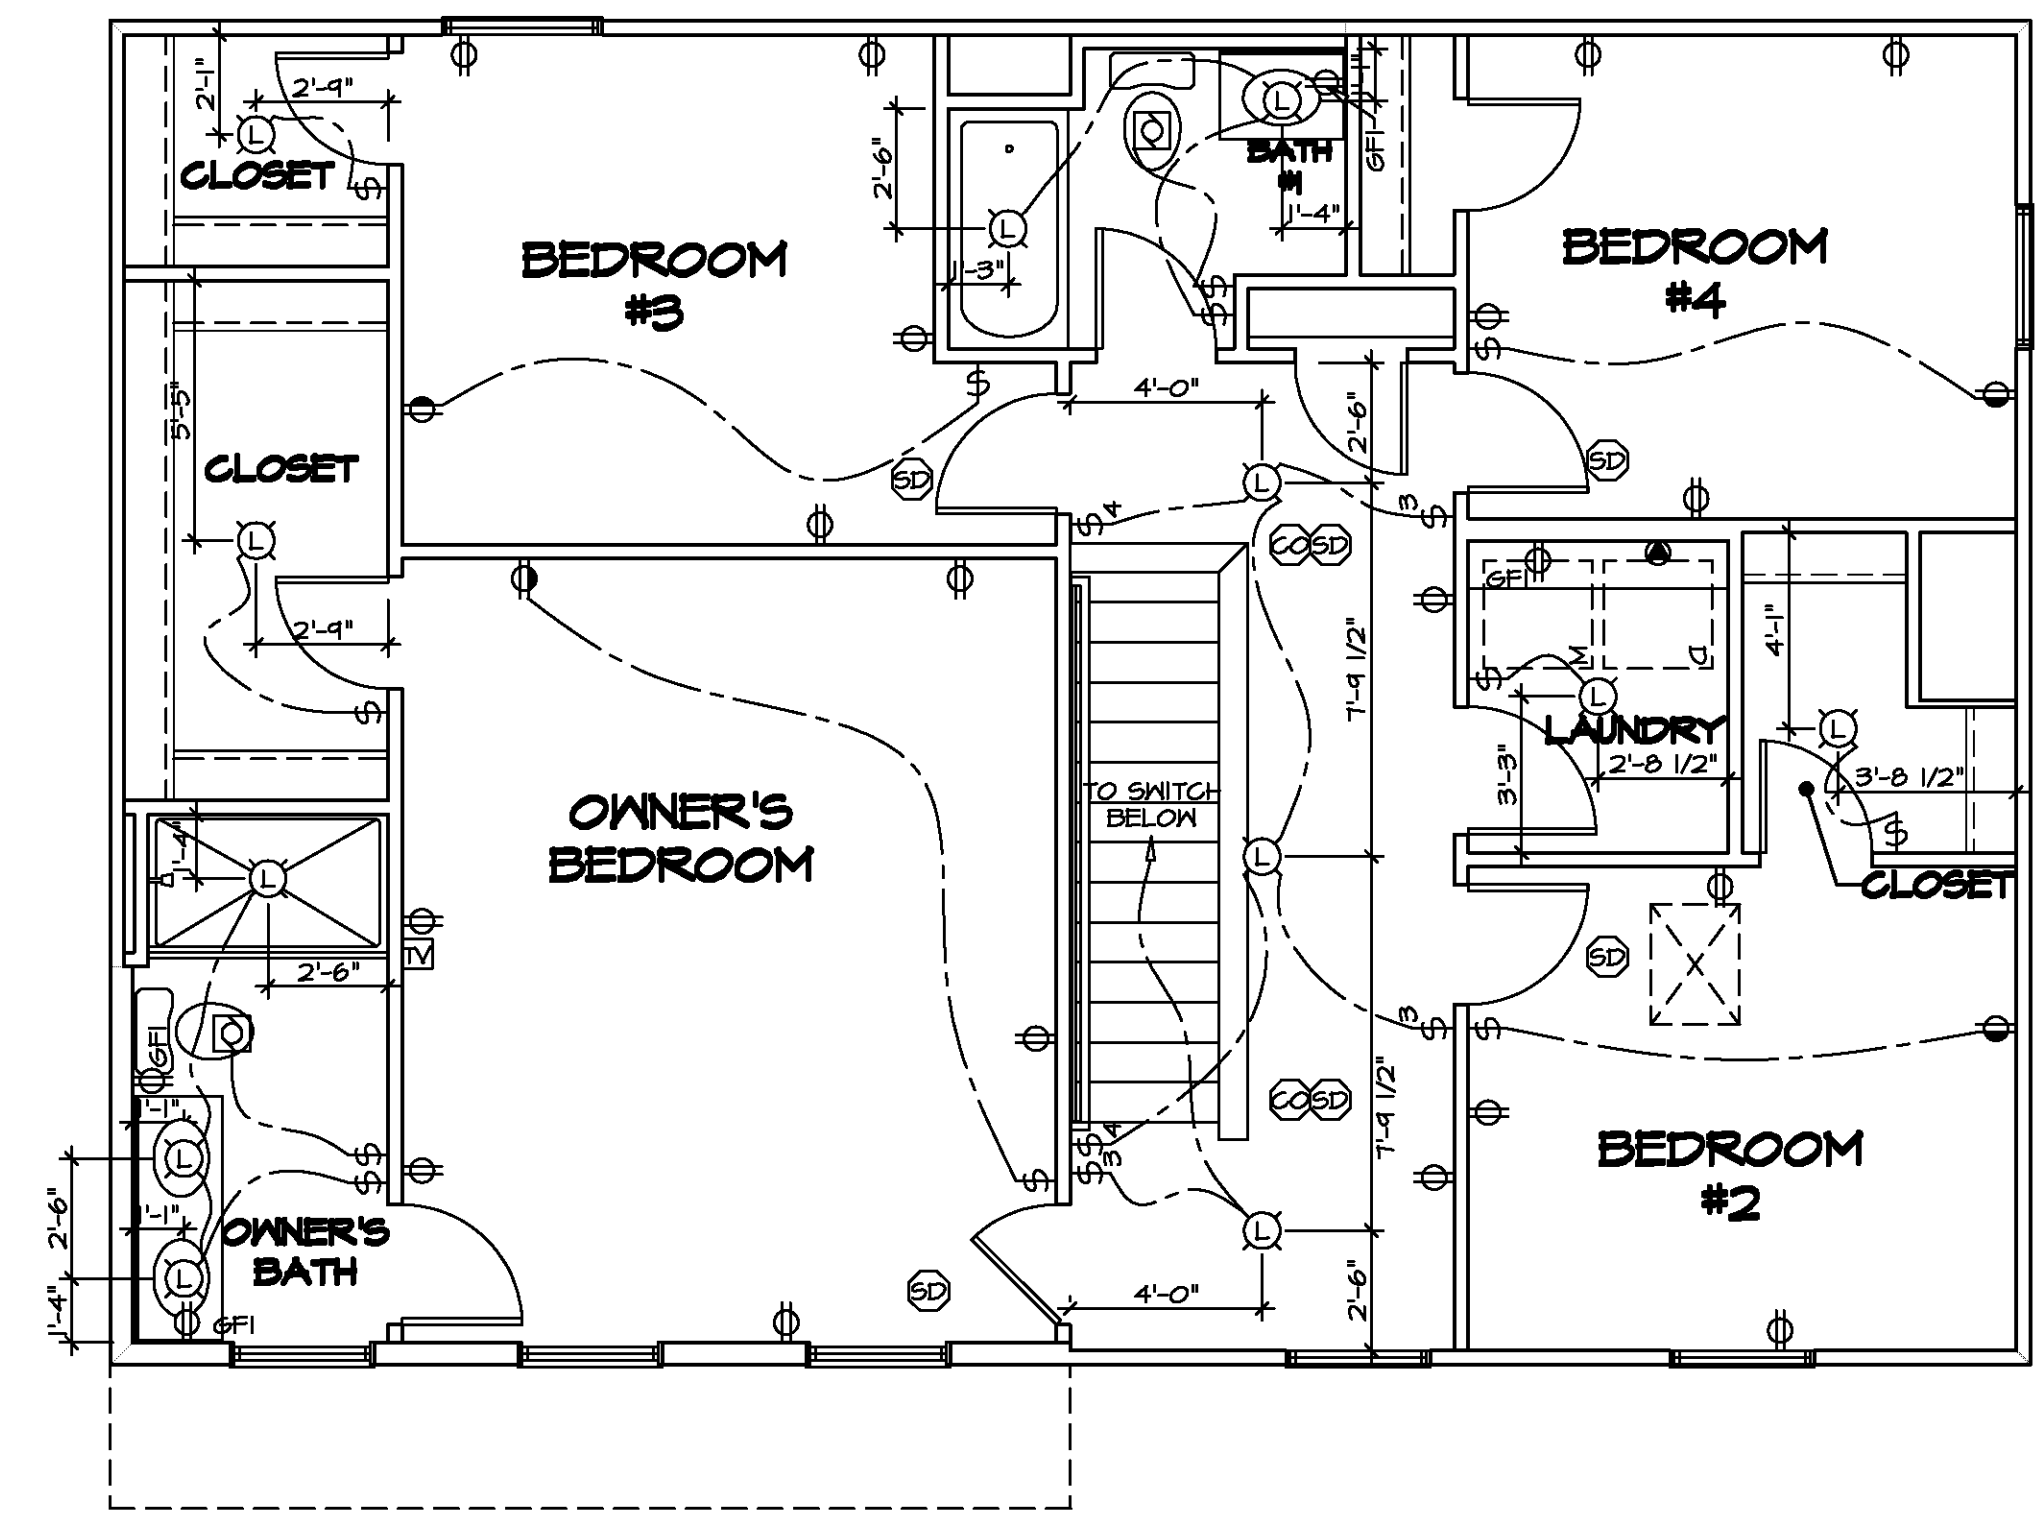 2'-1"
2'-9"
L
CLOSET
$
BEDROOM
#3
2'-6"
L
1'-3"
L
BATH
#1
1'-4"
GFI
1'-1"
$
$
BEDROOM
#4
$
5'-5"
CLOSET
L
2'-9"
$
$
SD
4'-0"
2'-6"
L
$ 4
3 $
CO SD
SD
GFI
W
D
$
L
LAUNDRY
2'-8 1/2"
3'-3"
4'-1"
L
3'-8 1/2"
$
CLOSET
7'-9 1/2"
TO SWITCH
BELOW
L
OWNER'S
BEDROOM
1'-4"
L
2'-6"
TV
GFI
1'-1"
L
$
$
1'-1"
2'-6"
L
1'-4"
OWNER'S
BATH
GFI
SD
$
$ 4
$ 3
L
4'-0"
3 $
CO SD
7'-9 1/2"
2'-6"
$
SD
BEDROOM
#2